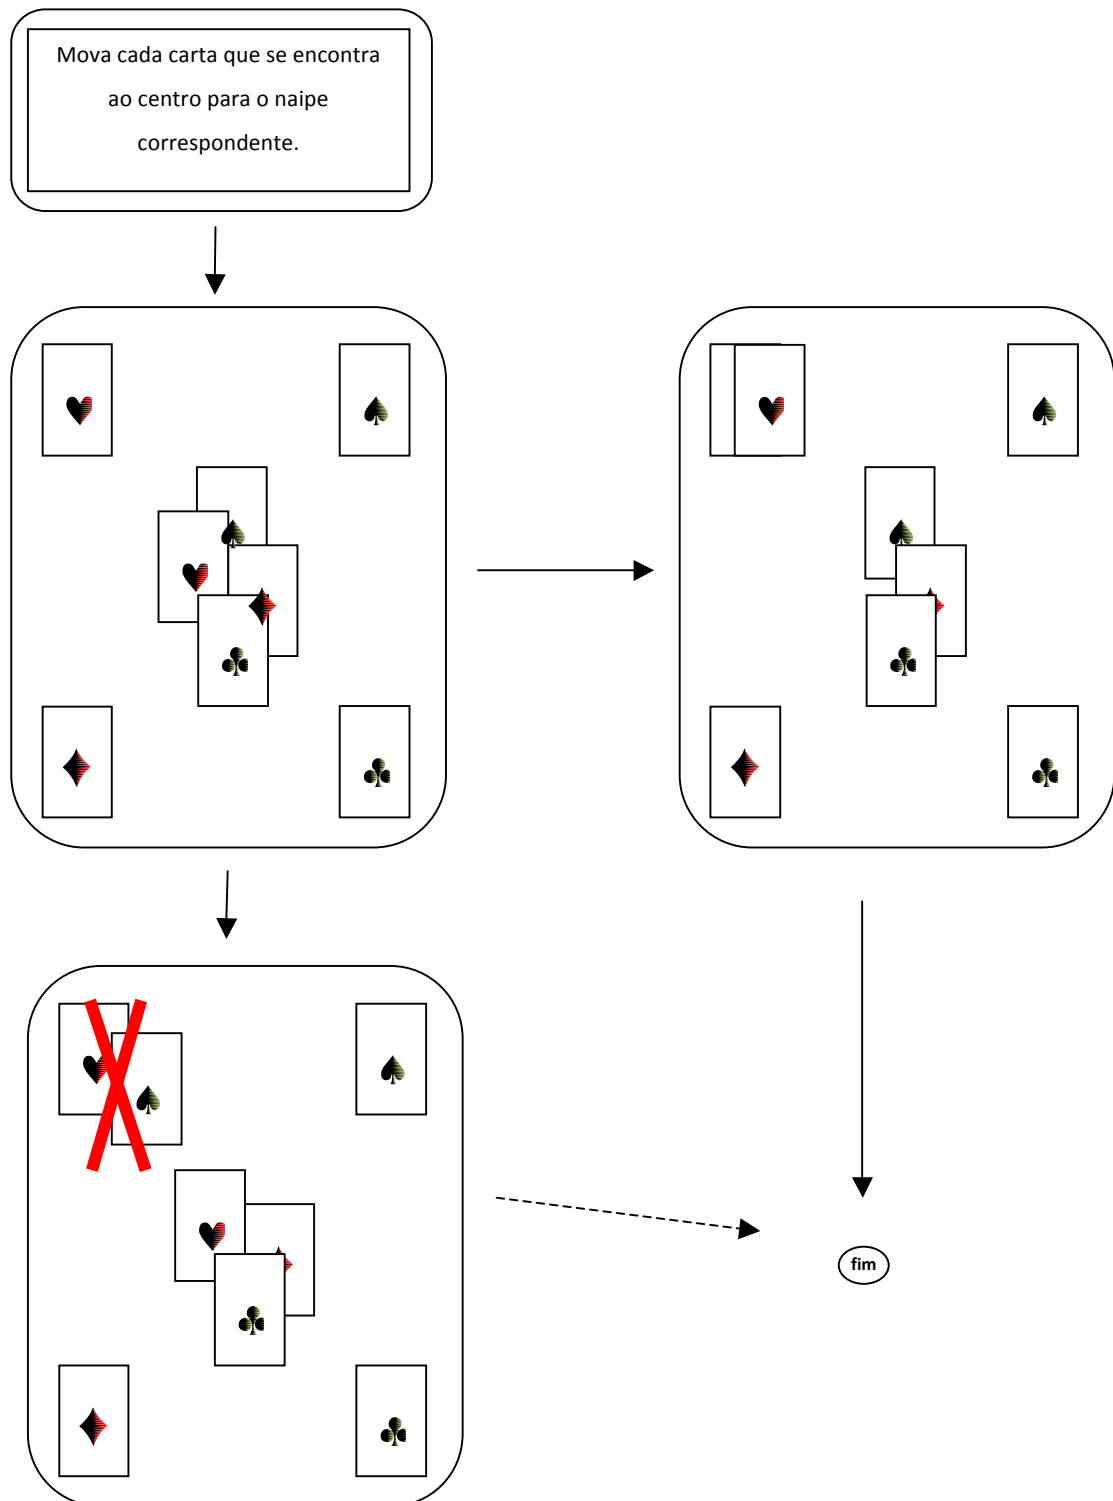 Mova cada carta que se encontra
ao centro para o naipe
correspondente.
fim